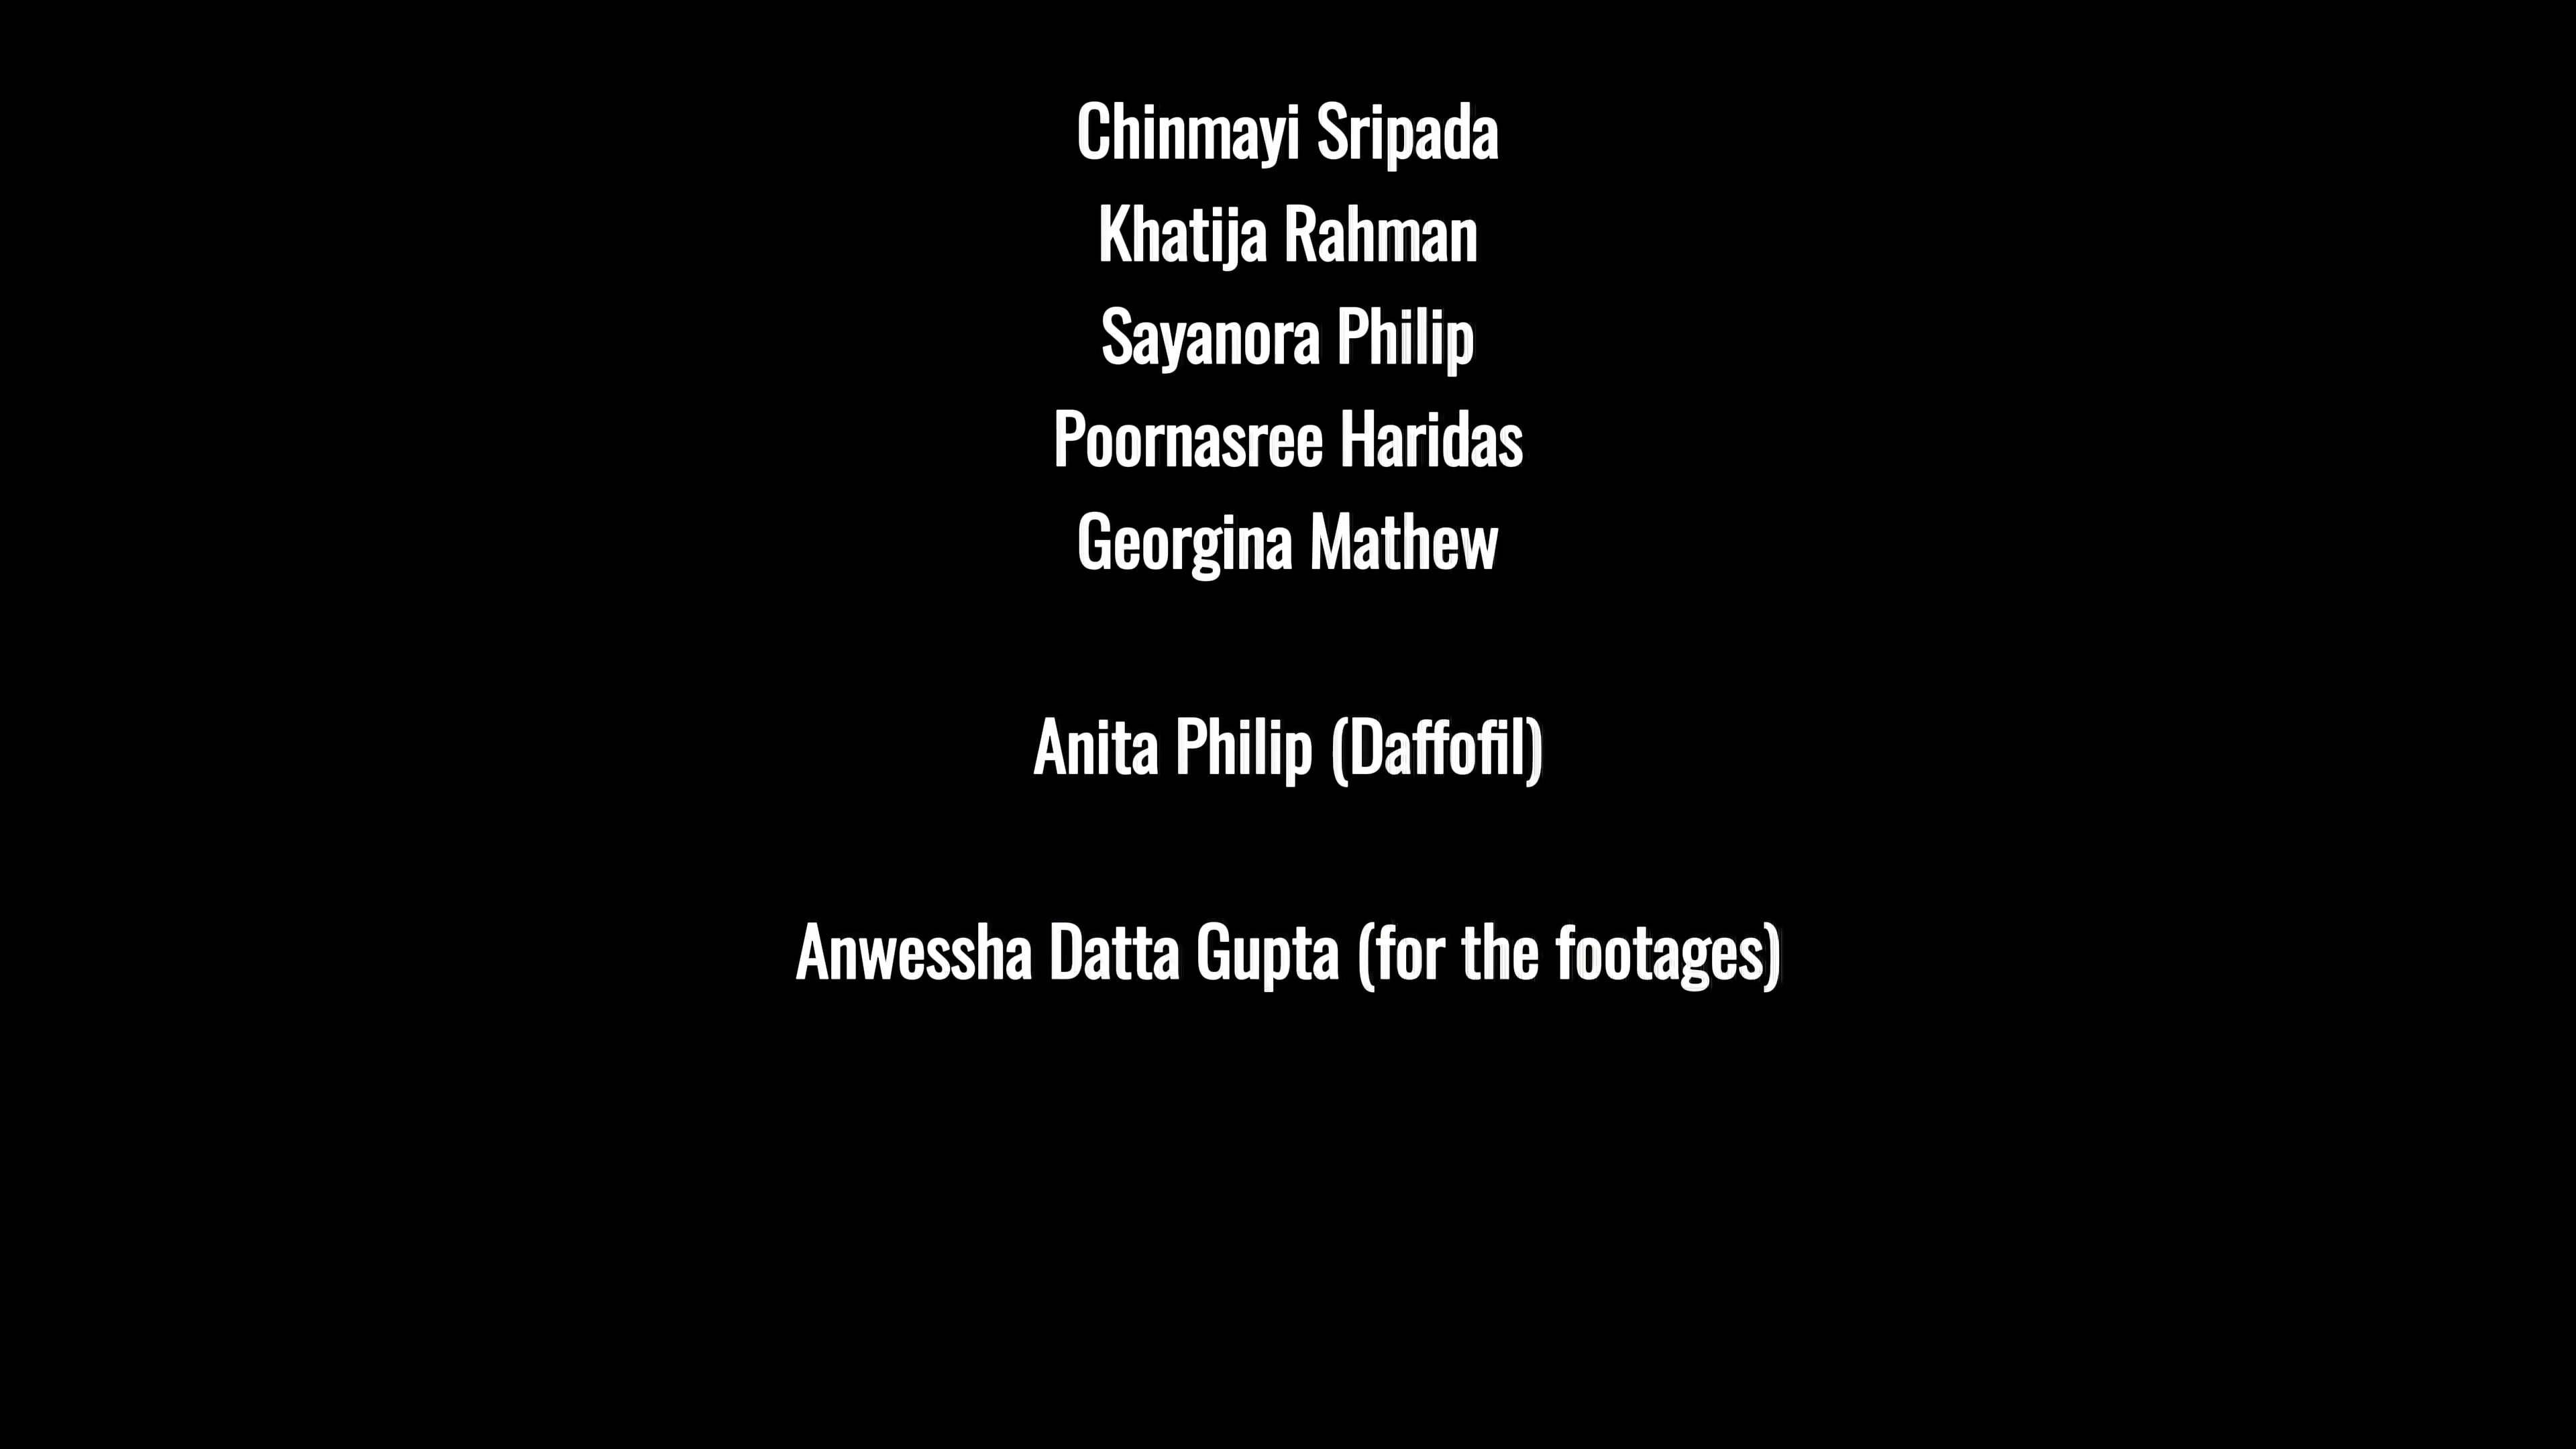 Chinmayi Sripada
Khatija Rahman
Sayanora Philip
Poornasree Haridas
Georgina Mathew
Anita Philip (Daffofil)
Anwessha Datta Gupta (for the footages)